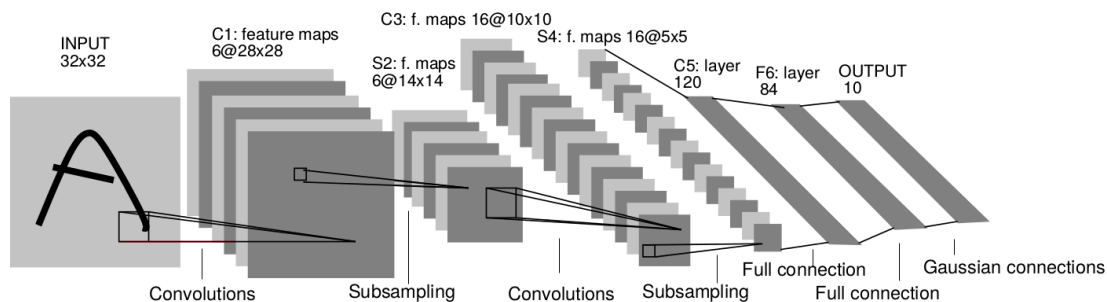 INPUT
32x32
C1: feature maps
6@28x28
S2: f. maps
6@14x14
C3: f. maps 16@10x10
S4: f. maps 16@5x5
C5: layer
120
F6: layer
84
OUTPUT
10
Convolutions
Subsampling
Convolutions
Subsampling
Full connection
Full connection
Gaussian connections